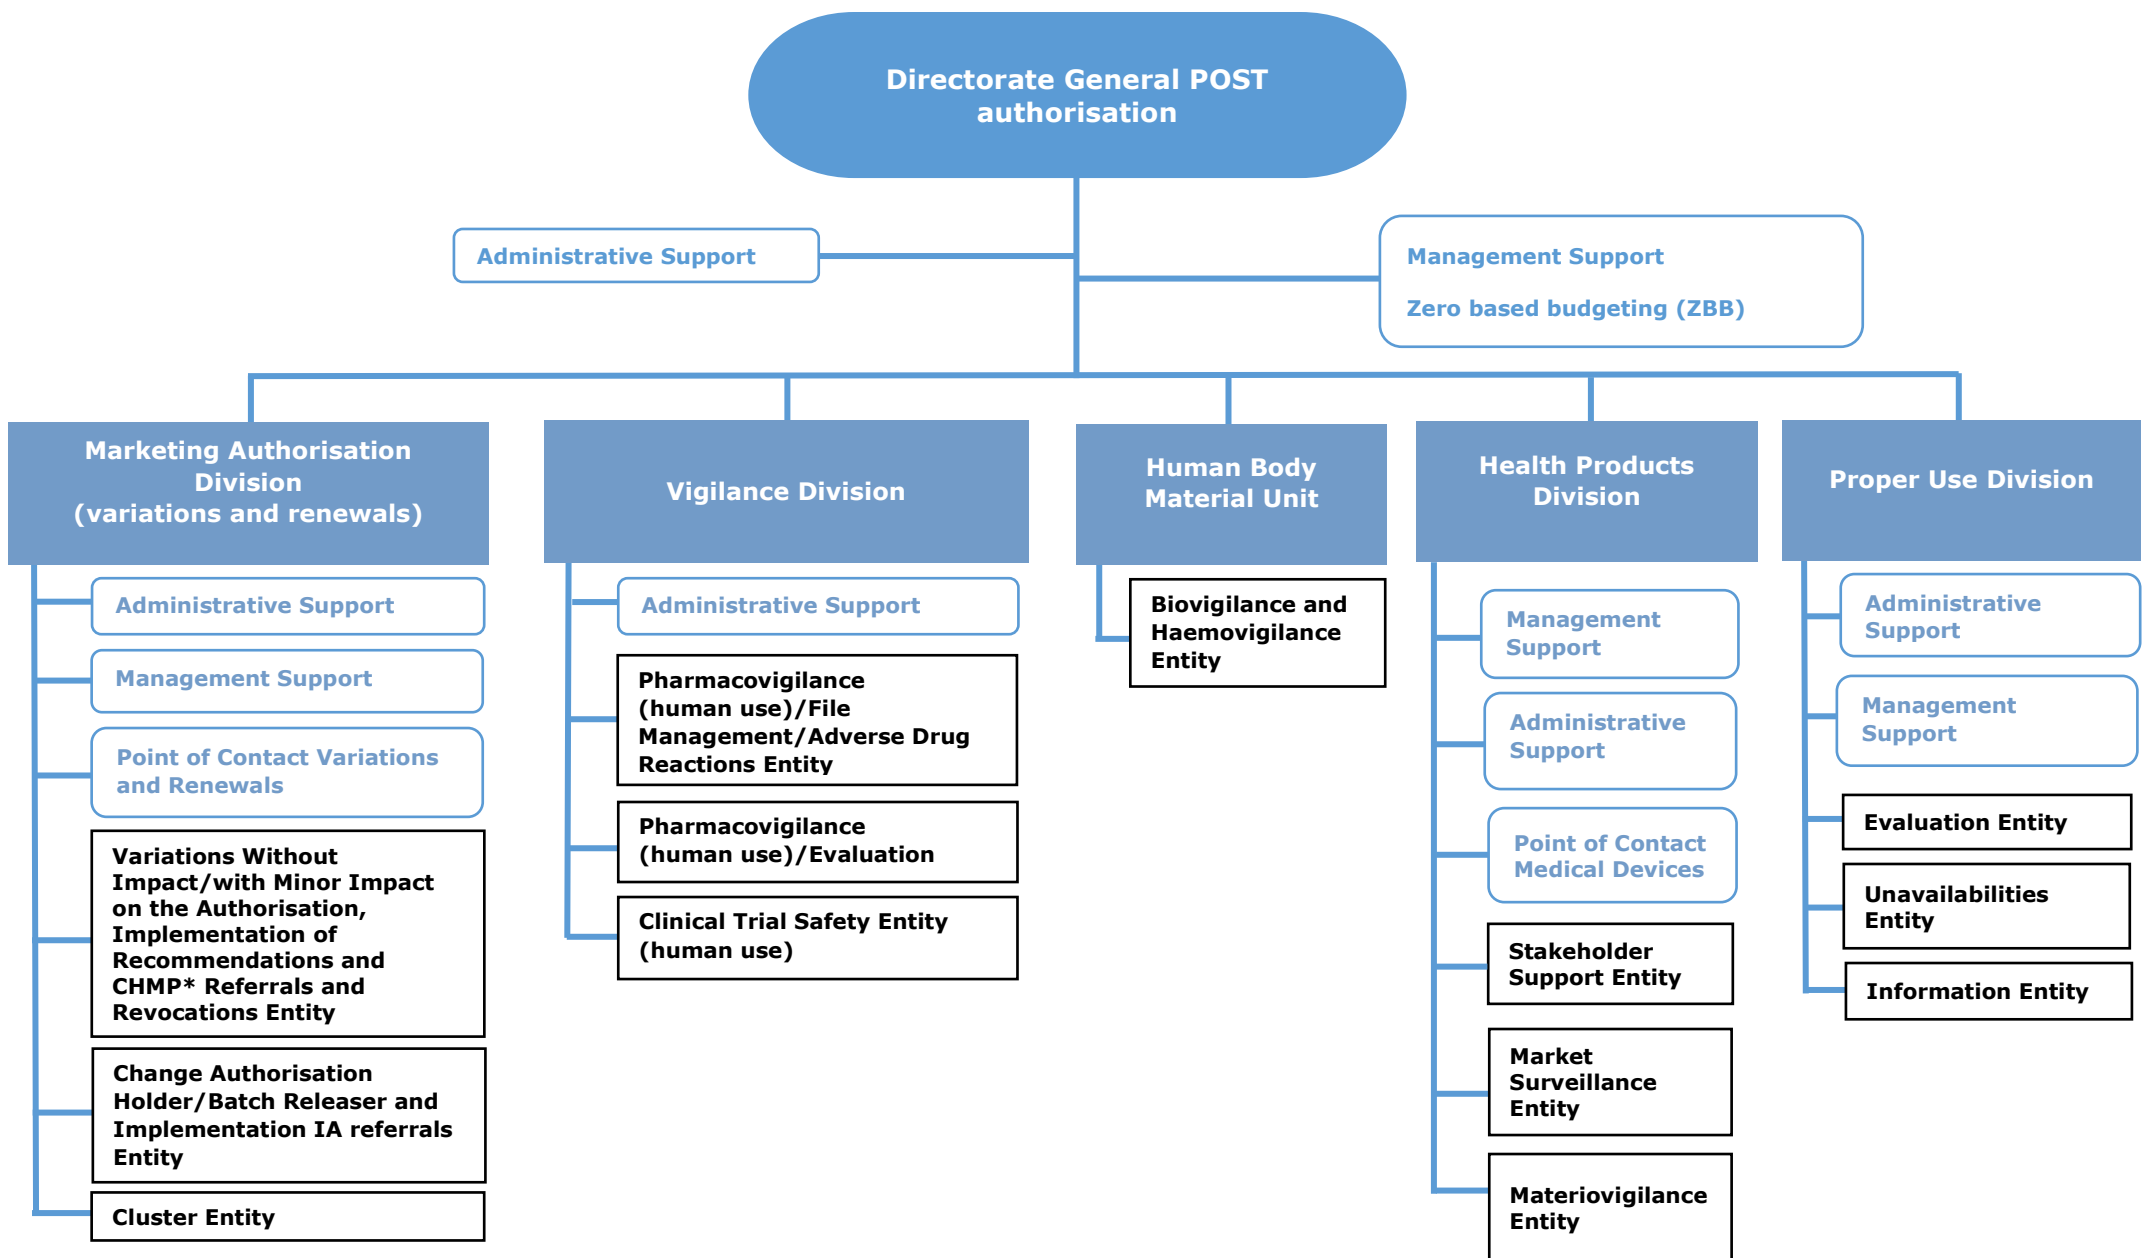 Directorate General POST
authorisation
Administrative Support
Management Support
Zero based budgeting (ZBB)
Marketing Authorisation
Division
(variations and renewals)
Administrative Support
Management Support
Point of Contact Variations
and Renewals
Variations Without
Impact/with Minor Impact
on the Authorisation,
Implementation of
Recommendations and
CHMP* Referrals and
Revocations Entity
Change Authorisation
Holder/Batch Releaser and
Implementation IA referrals
Entity
Cluster Entity
Vigilance Division
Administrative Support
Pharmacovigilance
(human use)/File
Management/Adverse Drug
Reactions Entity
Pharmacovigilance
(human use)/Evaluation
Clinical Trial Safety Entity
(human use)
Human Body
Material Unit
Biovigilance and
Haemovigilance
Entity
Health Products
Division
Management
Support
Administrative
Support
Point of Contact
Medical Devices
Stakeholder
Support Entity
Market
Surveillance
Entity
Materiovigilance
Entity
Proper Use Division
Administrative
Support
Management
Support
Evaluation Entity
Unavailabilities
Entity
Information Entity